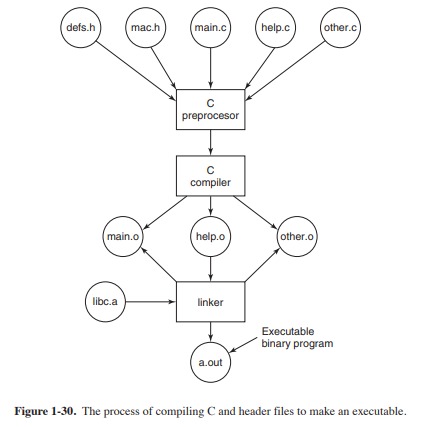 defs.h
mac.h
main.c
help.c
other.c
C
preprocesor
C
compiler
main.o
help.o
other.o
libc.a
linker
Executable
binary program
a.out
Figure 1-30. The process of compiling C and header files to make an executable.